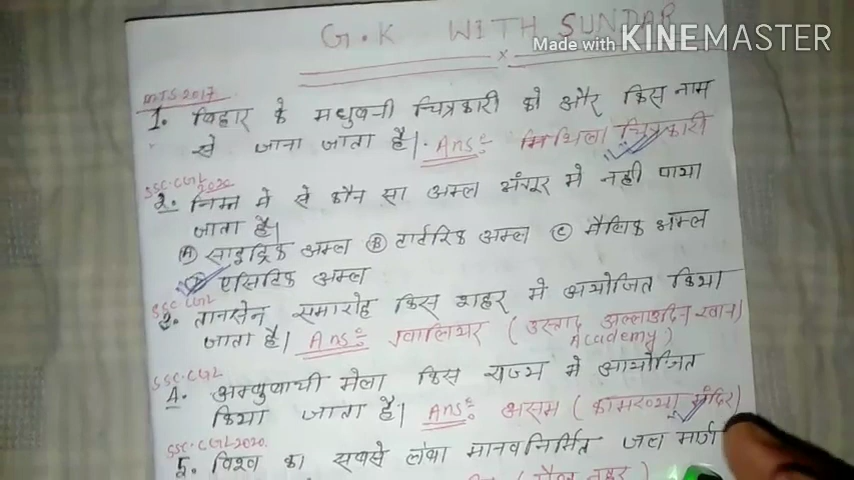 G.K WITH SUNDAR
Made with KINEMASTER
MTS 2017
1. बिहार के मधुबनी चित्रकारी को और किस नाम
से जाना जाता है। Ans: मिथिला चित्रकारी
SSC-CGL 2020
2. निम्न में से कौन सा अम्ल अंगूर में नहीं पाया
जाता है।
(A) साइट्रिक अम्ल (B) टार्टरिक अम्ल (C) मैलिक अम्ल
एसिटिक अम्ल
SSC CGL
3. तानसेन समारोह किस शहर में आयोजित किया
जाता है। Ans: ग्वालियर (उस्ताद अल्लाउदिन खान
Academy)
SSC-CGL
4. अम्बुबाची मेला किस राज्य में आयोजित
किया जाता है। Ans: असम (कामाख्या मंदिर)
SSC-CGL 2020.
5. विश्व का सबसे लंबा मानवनिर्मित जल मार्ग
नहर)